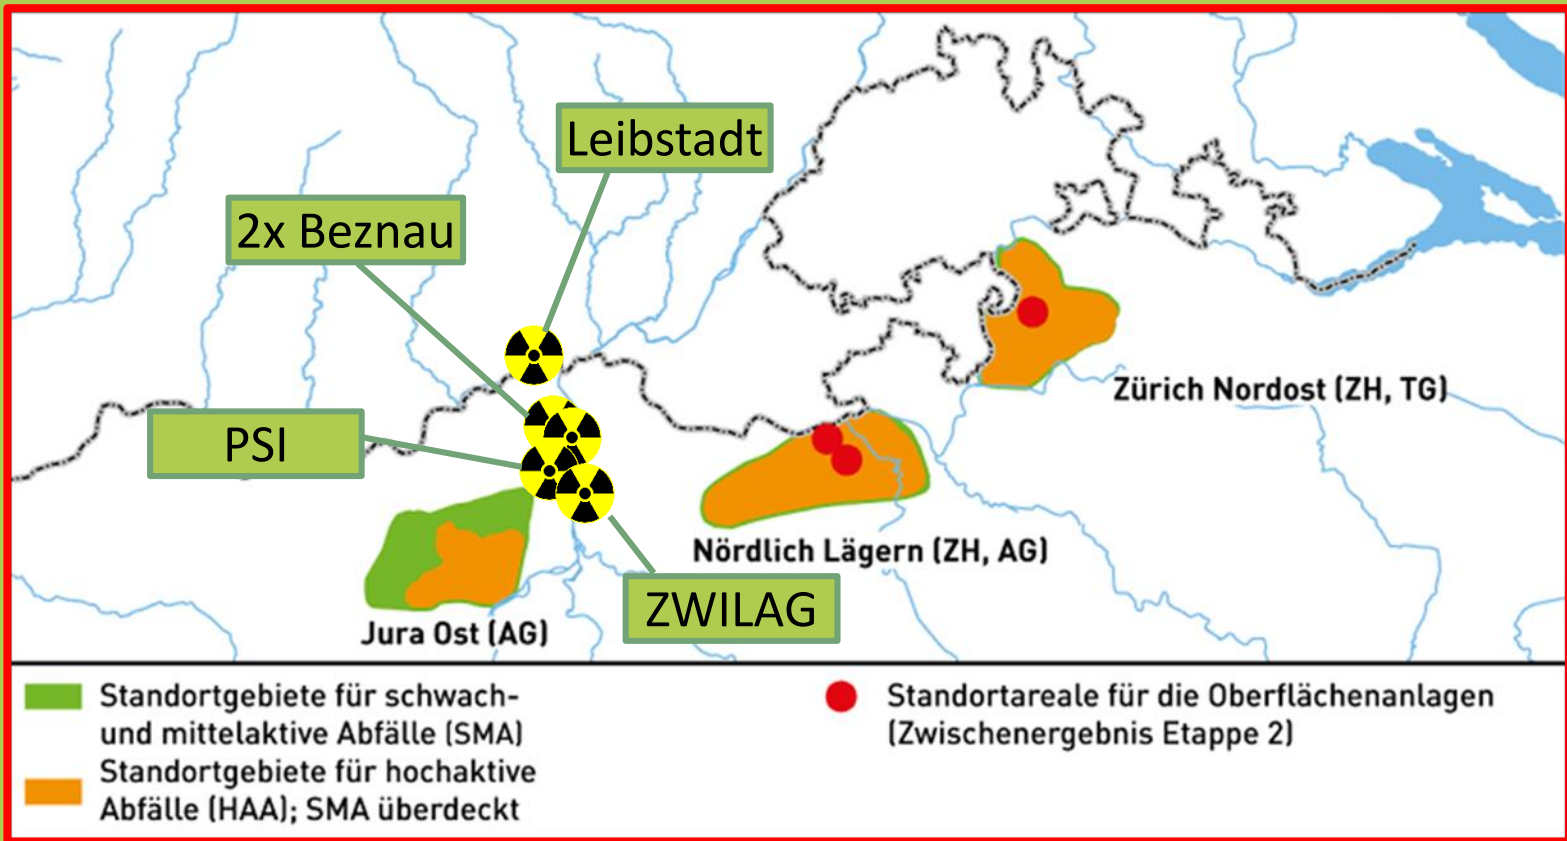 Leibstadt
2x Beznau
Zürich Nordost (ZH, TG)
PSI
Nördlich Lägern (ZH, AG)
ZWILAG
Jura Ost (AG)
Standortgebiete für schwach-
und mittelaktive Abfälle (SMA)
Standortgebiete für hochaktive
Abfälle (HAA); SMA überdeckt
Standortareale für die Oberflächenanlagen
(Zwischenergebnis Etappe 2)